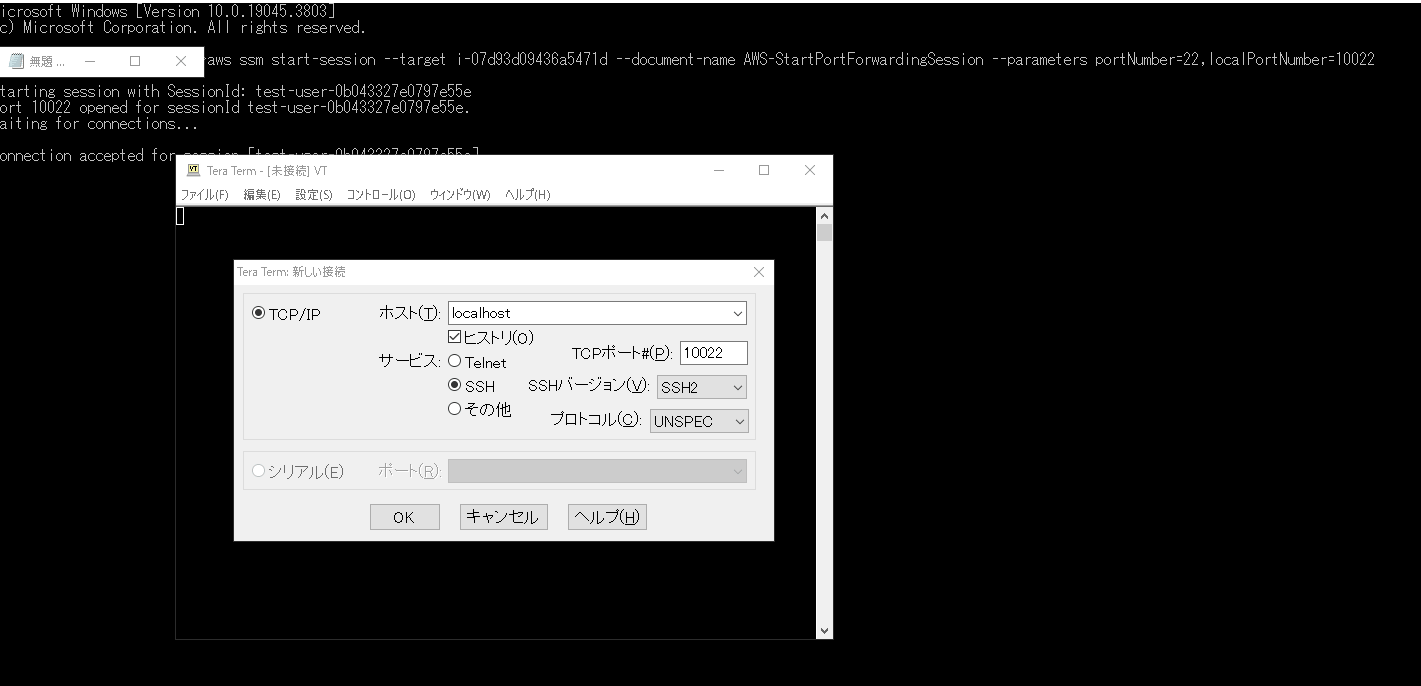 icrosoft Windows [Version 10.0.19045.3803]
c) Microsoft Corporation. All rights reserved.
無題 ...
aws ssm start-session --target i-07d93d09436a5471d --document-name AWS-StartPortForwardingSession --parameters portNumber=22,localPortNumber=10022
tarting session with SessionId: test-user-0b043327e0797e55e
ort 10022 opened for sessionId test-user-0b043327e0797e55e.
aiting for connections...
onnection accepted for session [test-user-0b043327e0797e55e]
VT Tera Term - [未接続] VT
ファイル(F) 編集(E) 設定(S) コントロール(O) ウィンドウ(W) ヘルプ(H)
Tera Term: 新しい接続
TCP/IP ホスト(T): localhost
ヒストリ(O)
サービス: Telnet TCPポート#(P): 10022
SSH SSHバージョン(V): SSH2
その他 プロトコル(C): UNSPEC
シリアル(E) ポート(R):
OK キャンセル ヘルプ(H)